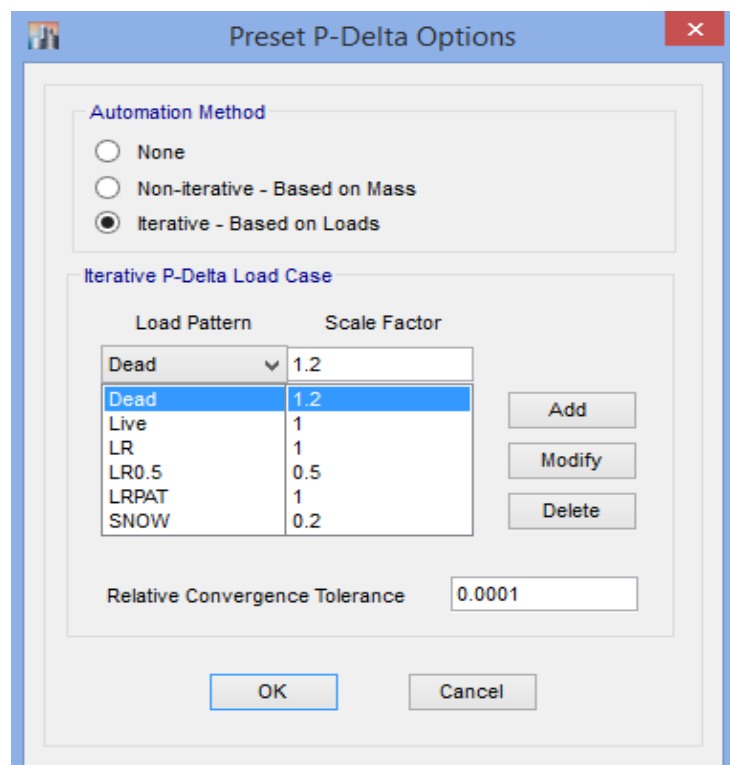 Preset P-Delta Options
Automation Method
None
Non-iterative - Based on Mass
Iterative - Based on Loads
Iterative P-Delta Load Case
Load Pattern Scale Factor
Dead 1.2
Dead 1.2
Live 1
LR 1
LR0.5 0.5
LRPAT 1
SNOW 0.2
Add
Modify
Delete
Relative Convergence Tolerance 0.0001
OK Cancel